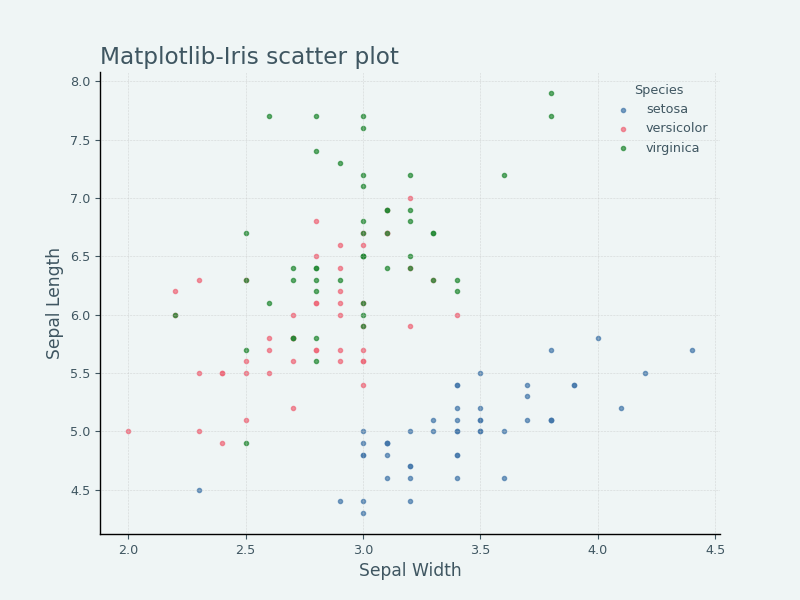 Matplotlib-Iris scatter plot
Species
setosa
versicolor
virginica
Sepal Length
8.0
7.5
7.0
6.5
6.0
5.5
5.0
4.5
2.0 2.5 3.0 3.5 4.0 4.5
Sepal Width